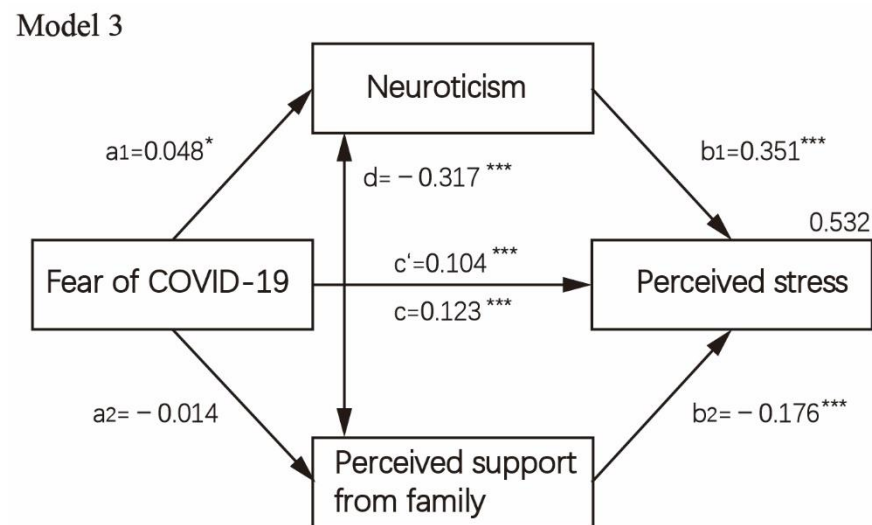 Model 3
Neuroticism
a1=0.048*
b1=0.351***
d= -0.317 ***
0.532
Fear of COVID-19
c'=0.104 ***
c=0.123 ***
Perceived stress
a2= -0.014
b2= -0.176***
Perceived support
from family